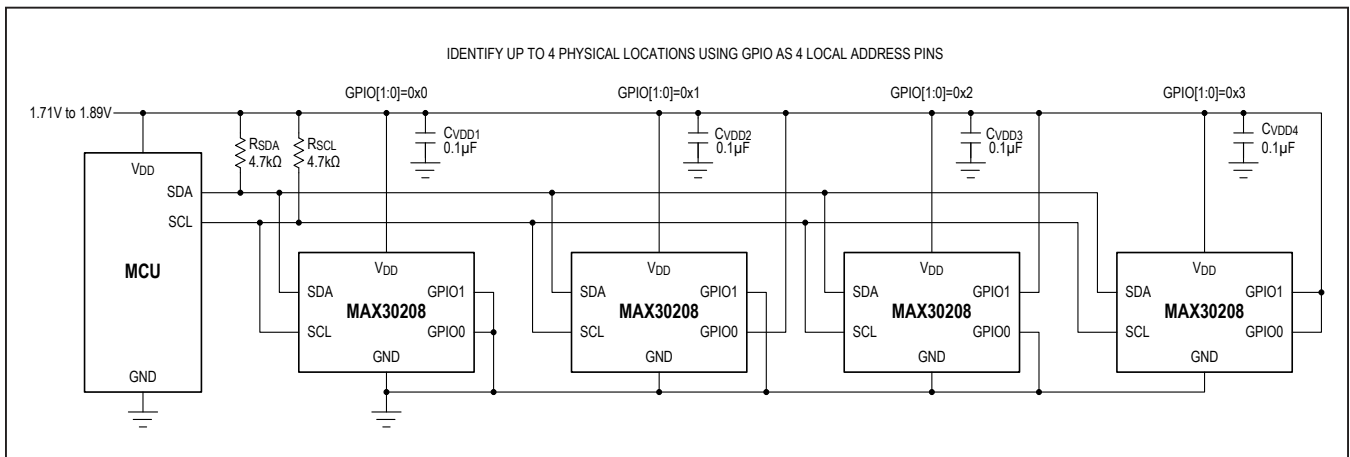 IDENTIFY UP TO 4 PHYSICAL LOCATIONS USING GPIO AS 4 LOCAL ADDRESS PINS
1.71V to 1.89V
GPIO[1:0]=0x0
GPIO[1:0]=0x1
GPIO[1:0]=0x2
GPIO[1:0]=0x3
RSDA
4.7kΩ
RSCL
4.7kΩ
CVDD1
0.1µF
CVDD2
0.1µF
CVDD3
0.1µF
CVDD4
0.1µF
VDD
SDA
SCL
MCU
GND
VDD
SDA
GPIO1
MAX30208
SCL
GPIO0
GND
VDD
SDA
GPIO1
MAX30208
SCL
GPIO0
GND
VDD
SDA
GPIO1
MAX30208
SCL
GPIO0
GND
VDD
SDA
GPIO1
MAX30208
SCL
GPIO0
GND